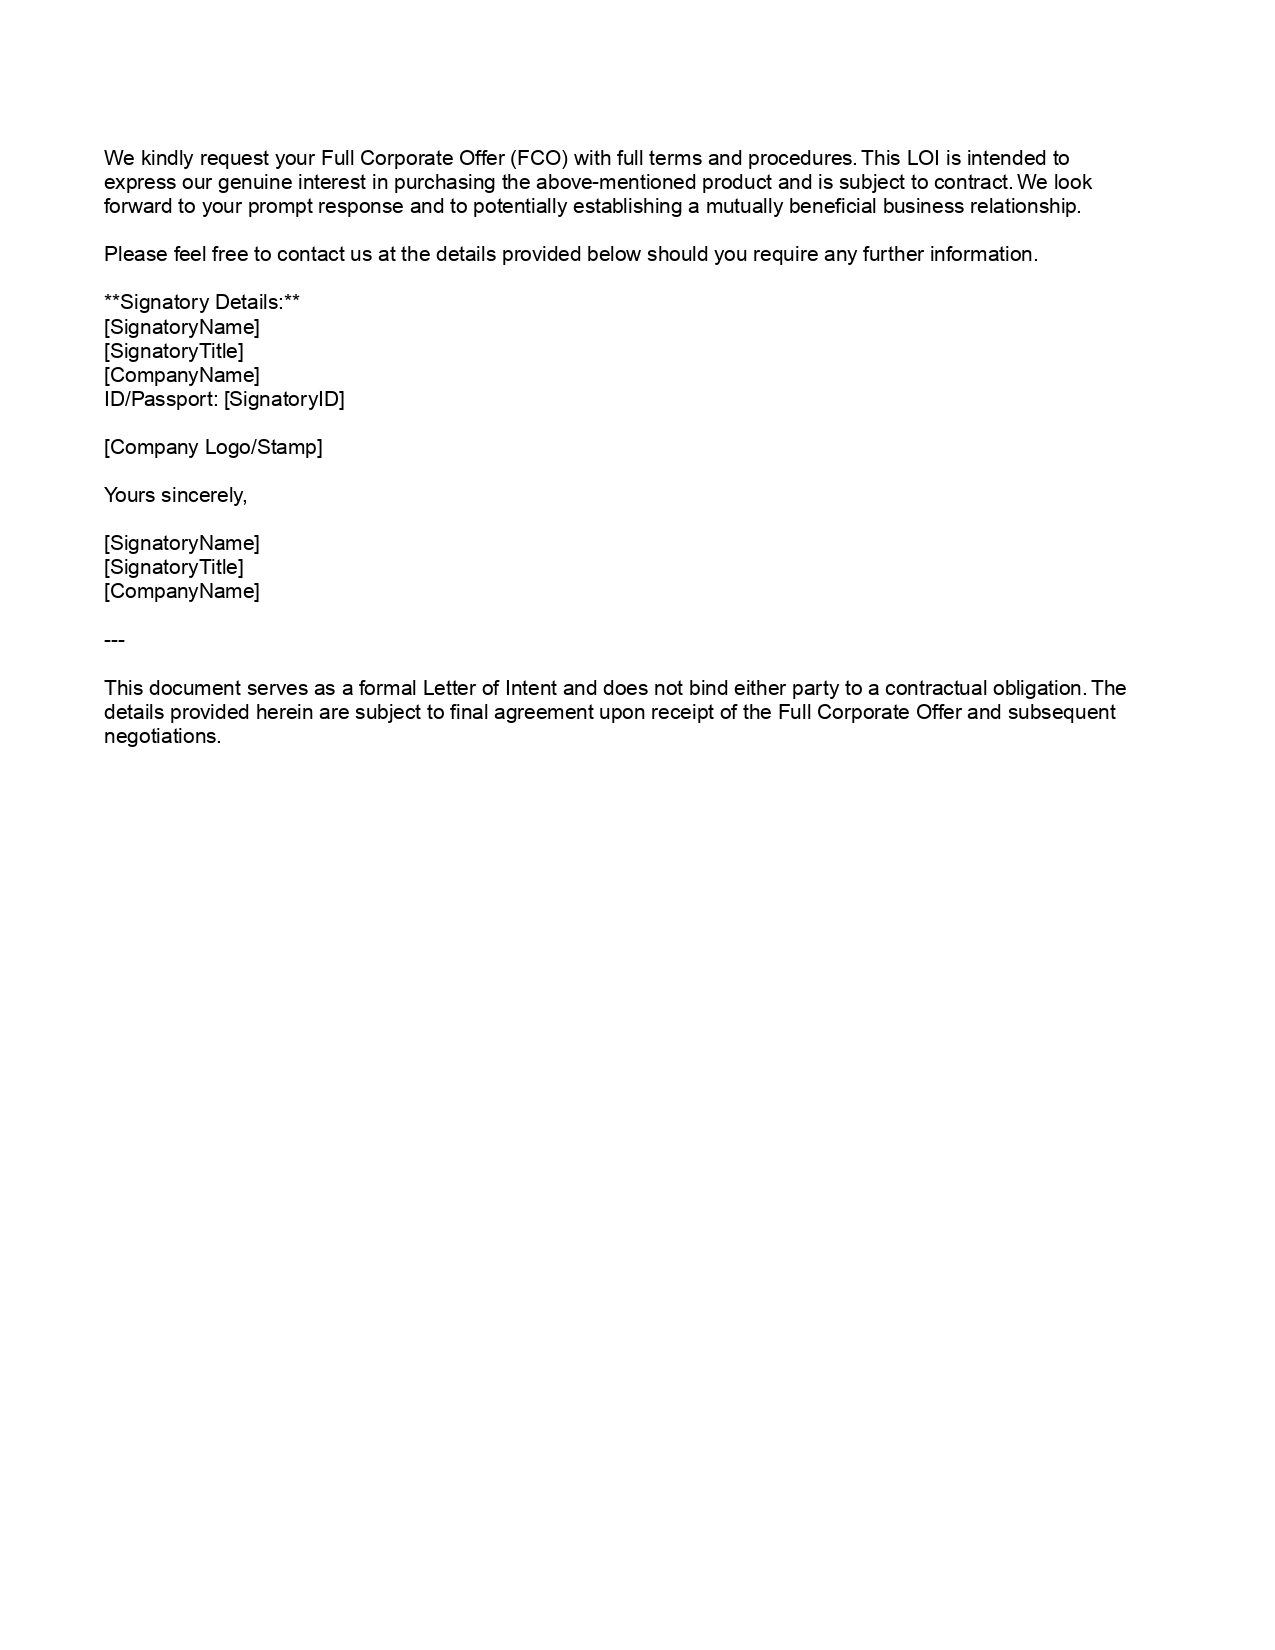 We kindly request your Full Corporate Offer (FCO) with full terms and procedures. This LOI is intended to
express our genuine interest in purchasing the above-mentioned product and is subject to contract. We look
forward to your prompt response and to potentially establishing a mutually beneficial business relationship.
Please feel free to contact us at the details provided below should you require any further information.
**Signatory Details:**
[SignatoryName]
[SignatoryTitle]
[CompanyName]
ID/Passport: [SignatoryID]
[Company Logo/Stamp]
Yours sincerely,
[SignatoryName]
[SignatoryTitle]
[CompanyName]
---
This document serves as a formal Letter of Intent and does not bind either party to a contractual obligation. The
details provided herein are subject to final agreement upon receipt of the Full Corporate Offer and subsequent
negotiations.